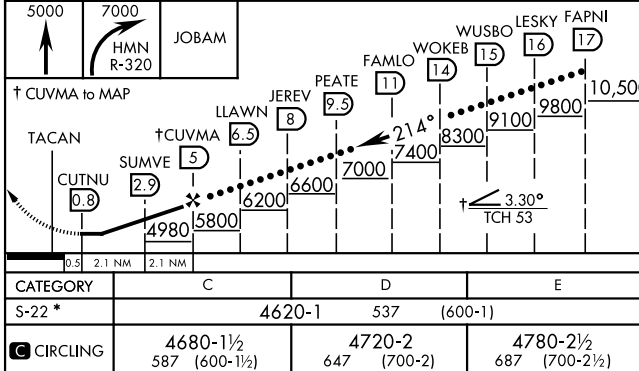 5000
7000
HMN
R-320
JOBAM
FAPNI
17
LESKY
16
WUSBO
15
WOKEB
14
FAMLO
11
PEATE
9.5
JEREV
8
LLAWN
6.5
†CUVMA
5
SUMVE
2.9
CUTNU
0.8
TACAN
† CUVMA to MAP
214°
10,500
9800
9100
8300
7400
7000
6600
6200
5800
4980
† 3.30°
TCH 53
0.5 2.1 NM 2.1 NM
CATEGORY C D E
S-22 * 4620-1 537 (600-1)
C CIRCLING 4680-1½ 4720-2 4780-2½
587 (600-1½) 647 (700-2) 687 (700-2½)